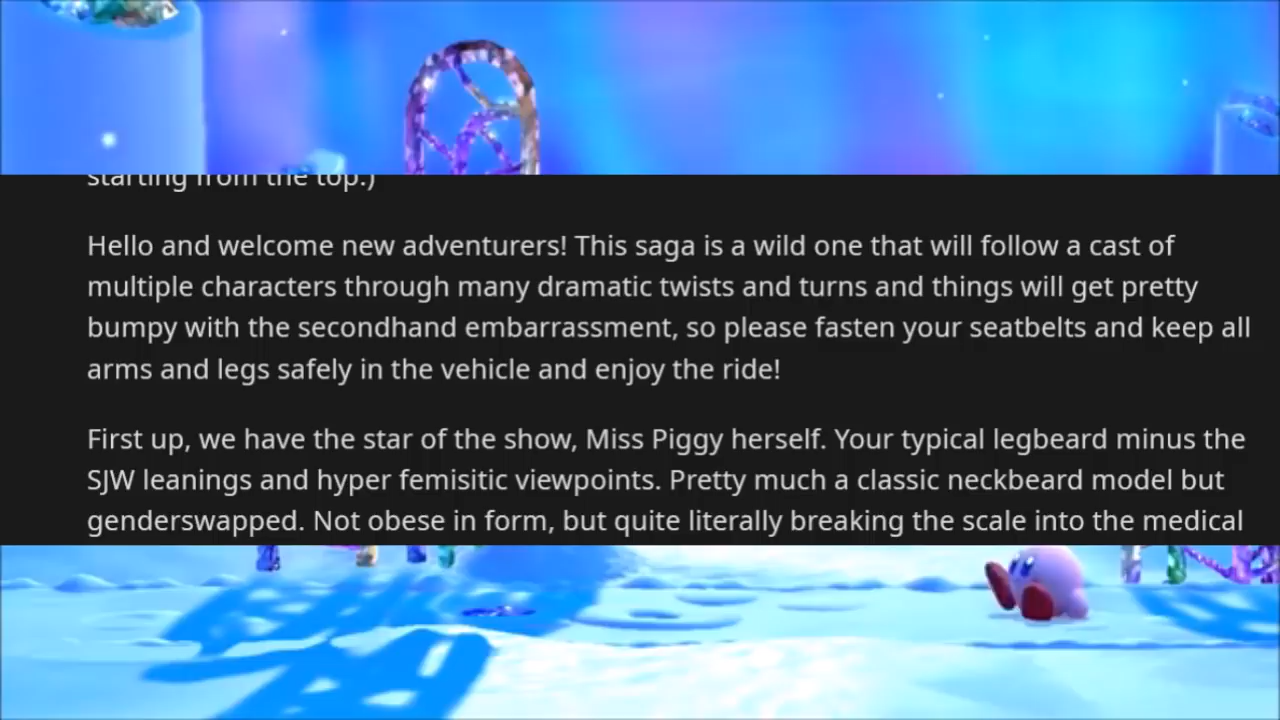 starting from the top.)
Hello and welcome new adventurers! This saga is a wild one that will follow a cast of
multiple characters through many dramatic twists and turns and things will get pretty
bumpy with the secondhand embarrassment, so please fasten your seatbelts and keep all
arms and legs safely in the vehicle and enjoy the ride!
First up, we have the star of the show, Miss Piggy herself. Your typical legbeard minus the
SJW leanings and hyper femisitic viewpoints. Pretty much a classic neckbeard model but
genderswapped. Not obese in form, but quite literally breaking the scale into the medical